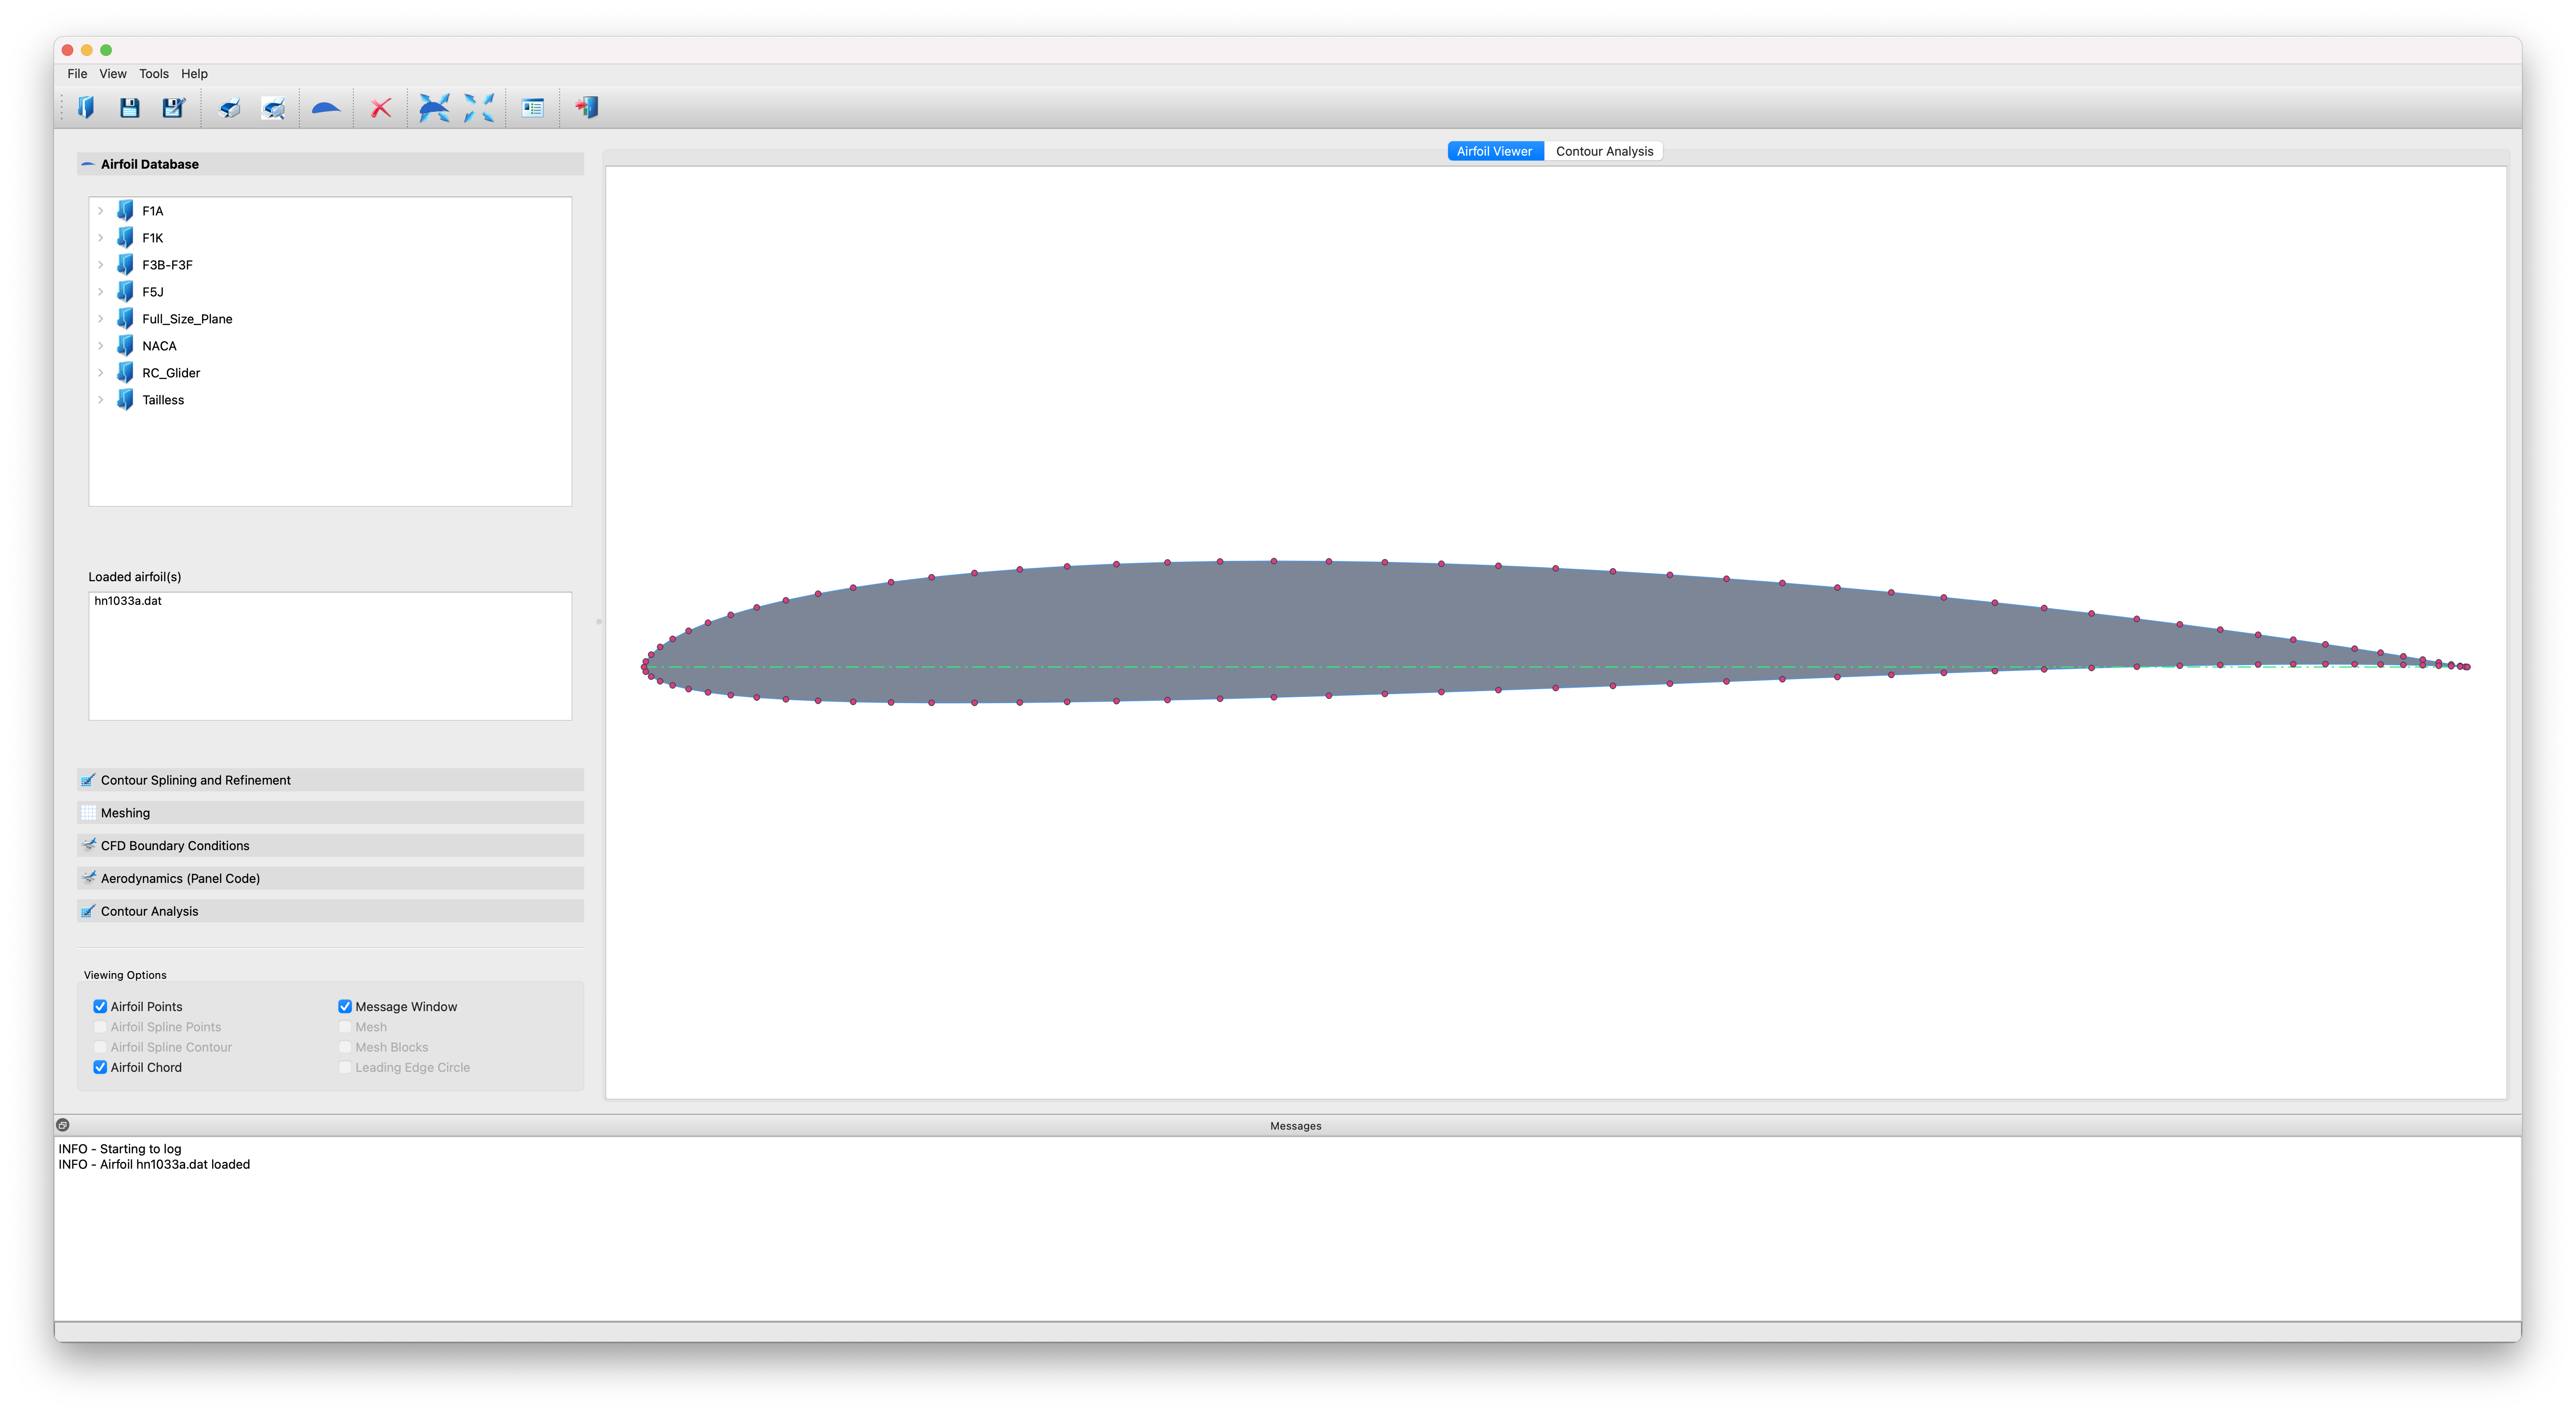 File View Tools Help
Airfoil Database
F1A
F1K
F3B-F3F
F5J
Full_Size_Plane
NACA
RC_Glider
Tailless
Loaded airfoil(s)
hn1033a.dat
Contour Splining and Refinement
Meshing
CFD Boundary Conditions
Aerodynamics (Panel Code)
Contour Analysis
Viewing Options
Airfoil Points Message Window
Airfoil Spline Points Mesh
Airfoil Spline Contour Mesh Blocks
Airfoil Chord Leading Edge Circle
Airfoil Viewer Contour Analysis
Messages
INFO - Starting to log
INFO - Airfoil hn1033a.dat loaded